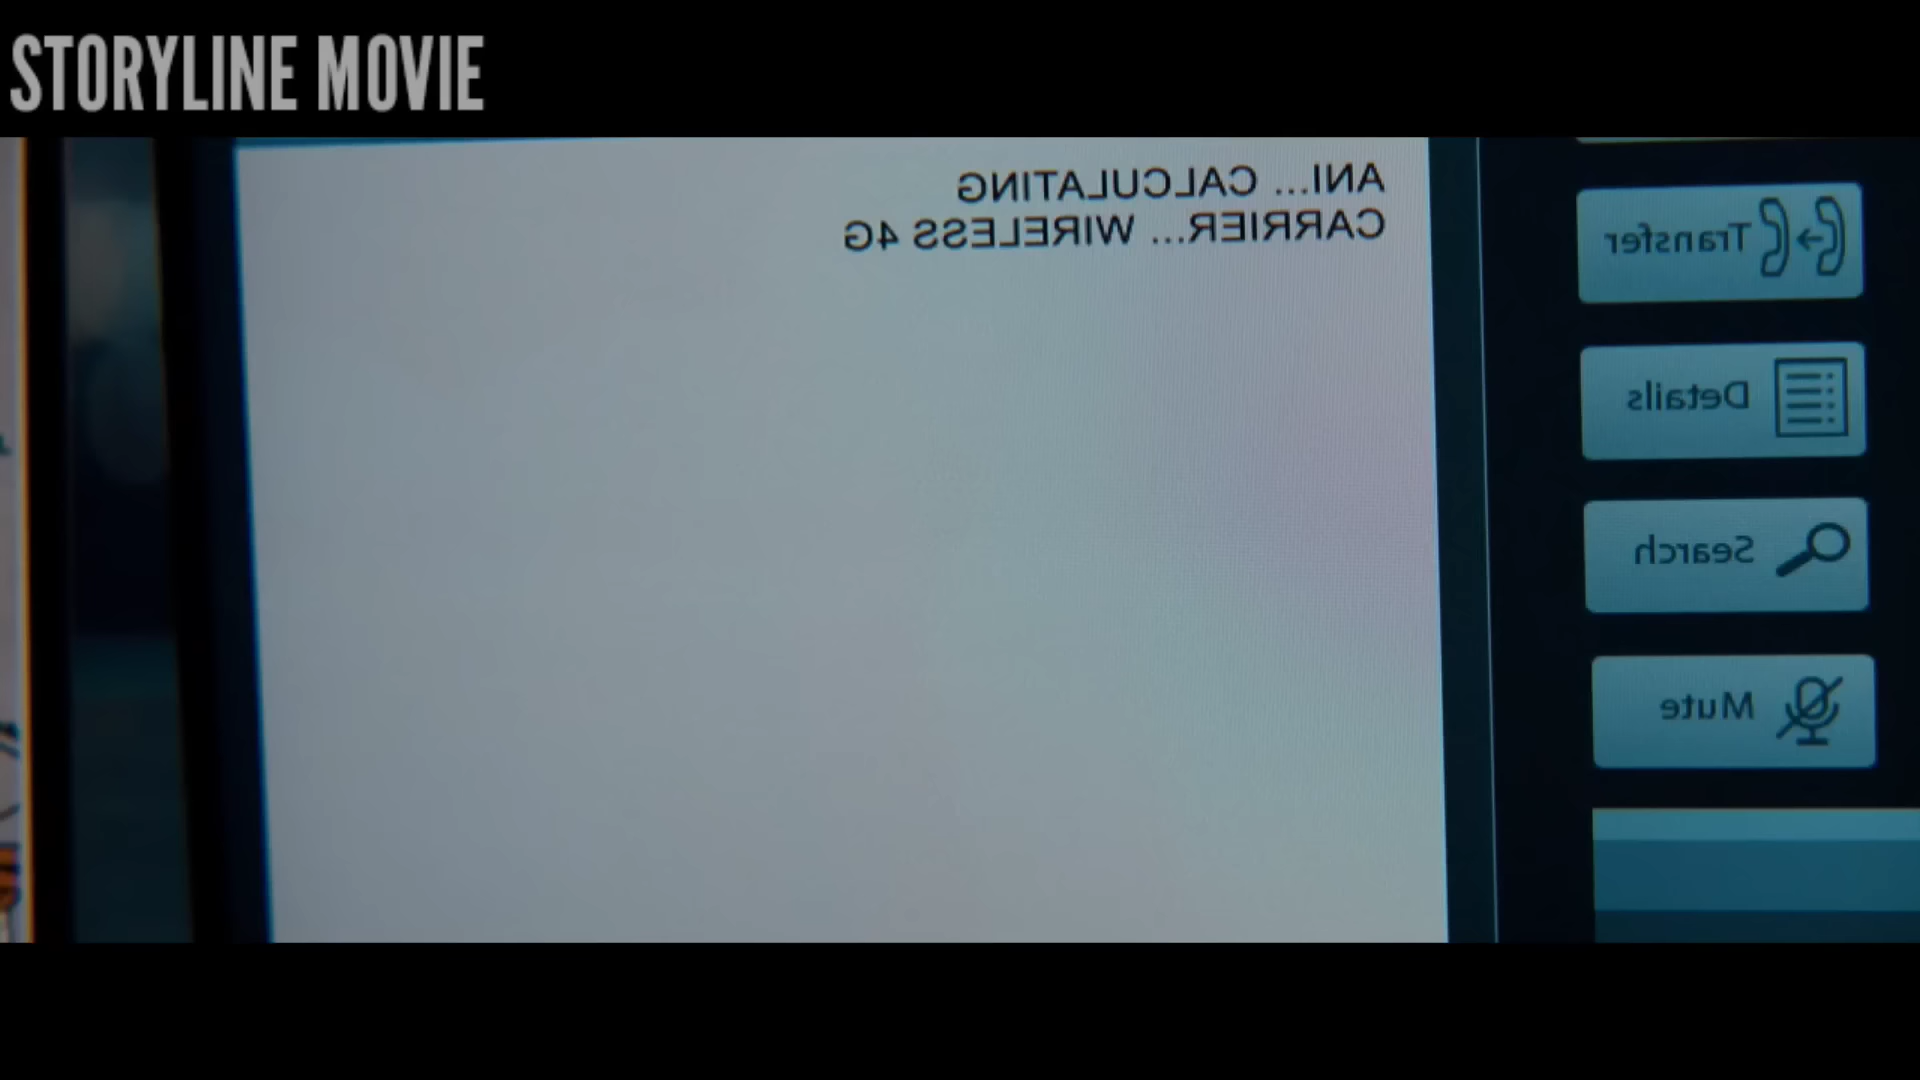 STORYLINE MOVIE
ANI... CALCULATING
CARRIER... WIRELESS 4G
Transfer
Details
Search
Mute